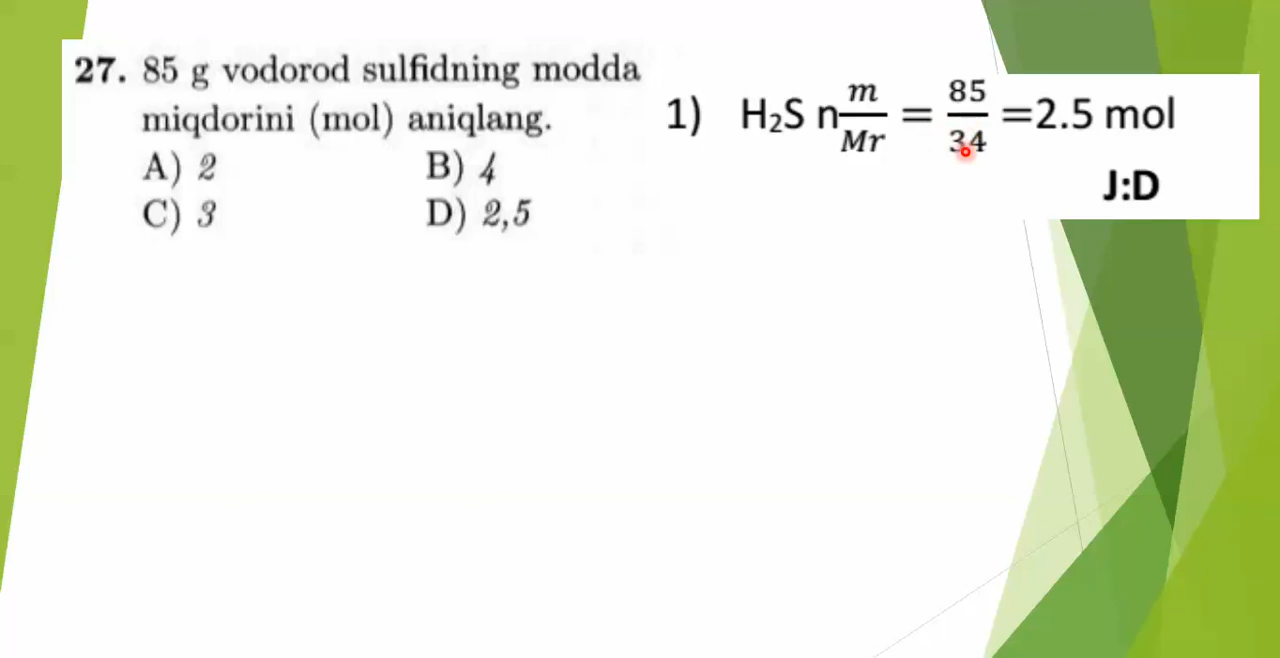 27. 85 g vodorod sulfidning modda
miqdorini (mol) aniqlang.
A) 2 B) 4
C) 3 D) 2,5
1) H₂S n m/Mr = 85/34 =2.5 mol
J:D